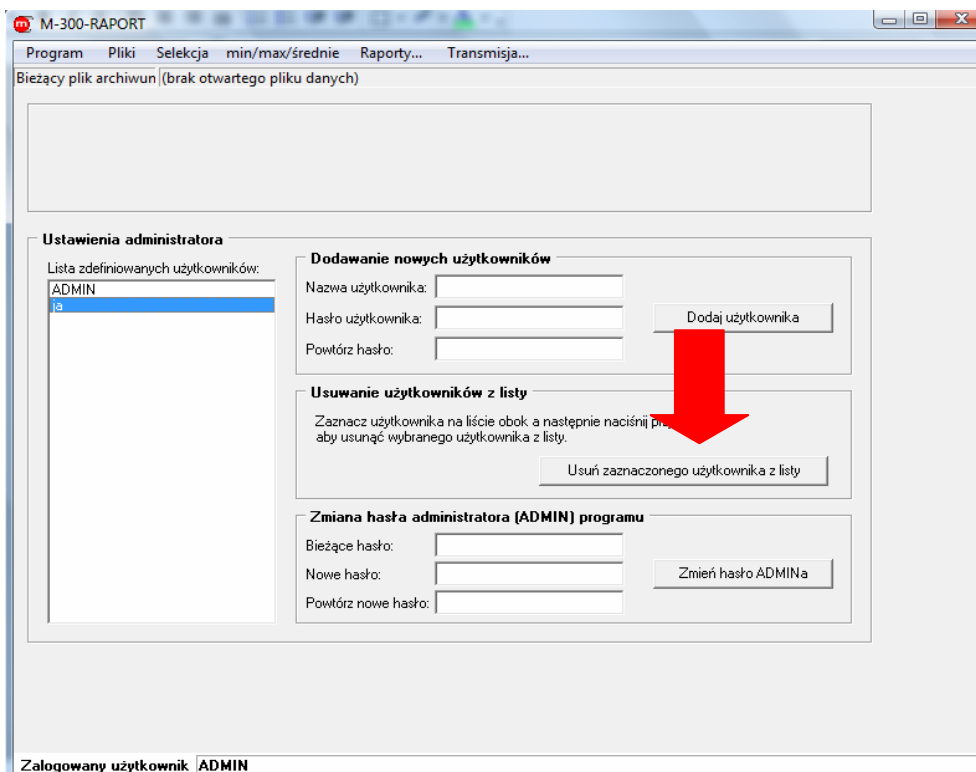 M-300-RAPORT
Program Pliki Selekcja min/max/średnie Raporty... Transmisja...
Bieżący plik archiwun (brak otwartego pliku danych)
Ustawienia administratora
Lista zdefiniowanych użytkowników:
ADMIN
ja
Dodawanie nowych użytkowników
Nazwa użytkownika:
Hasło użytkownika:
Powtórz hasło:
Dodaj użytkownika
Usuwanie użytkowników z listy
Zaznacz użytkownika na liście obok a następnie naciśnij
aby usunąć wybranego użytkownika z listy.
Usuń zaznaczonego użytkownika z listy
Zmiana hasła administratora (ADMIN) programu
Bieżące hasło:
Nowe hasło:
Powtórz nowe hasło:
Zmień hasło ADMINa
Zalogowany użytkownik ADMIN